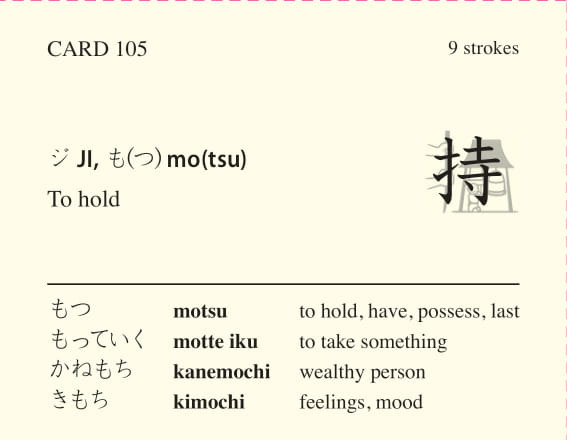 CARD 105 9 strokes
ジ JI, も(つ) mo(tsu) 持
To hold
もつ motsu to hold, have, possess, last
もっていく motte iku to take something
かねもち kanemochi wealthy person
きもち kimochi feelings, mood